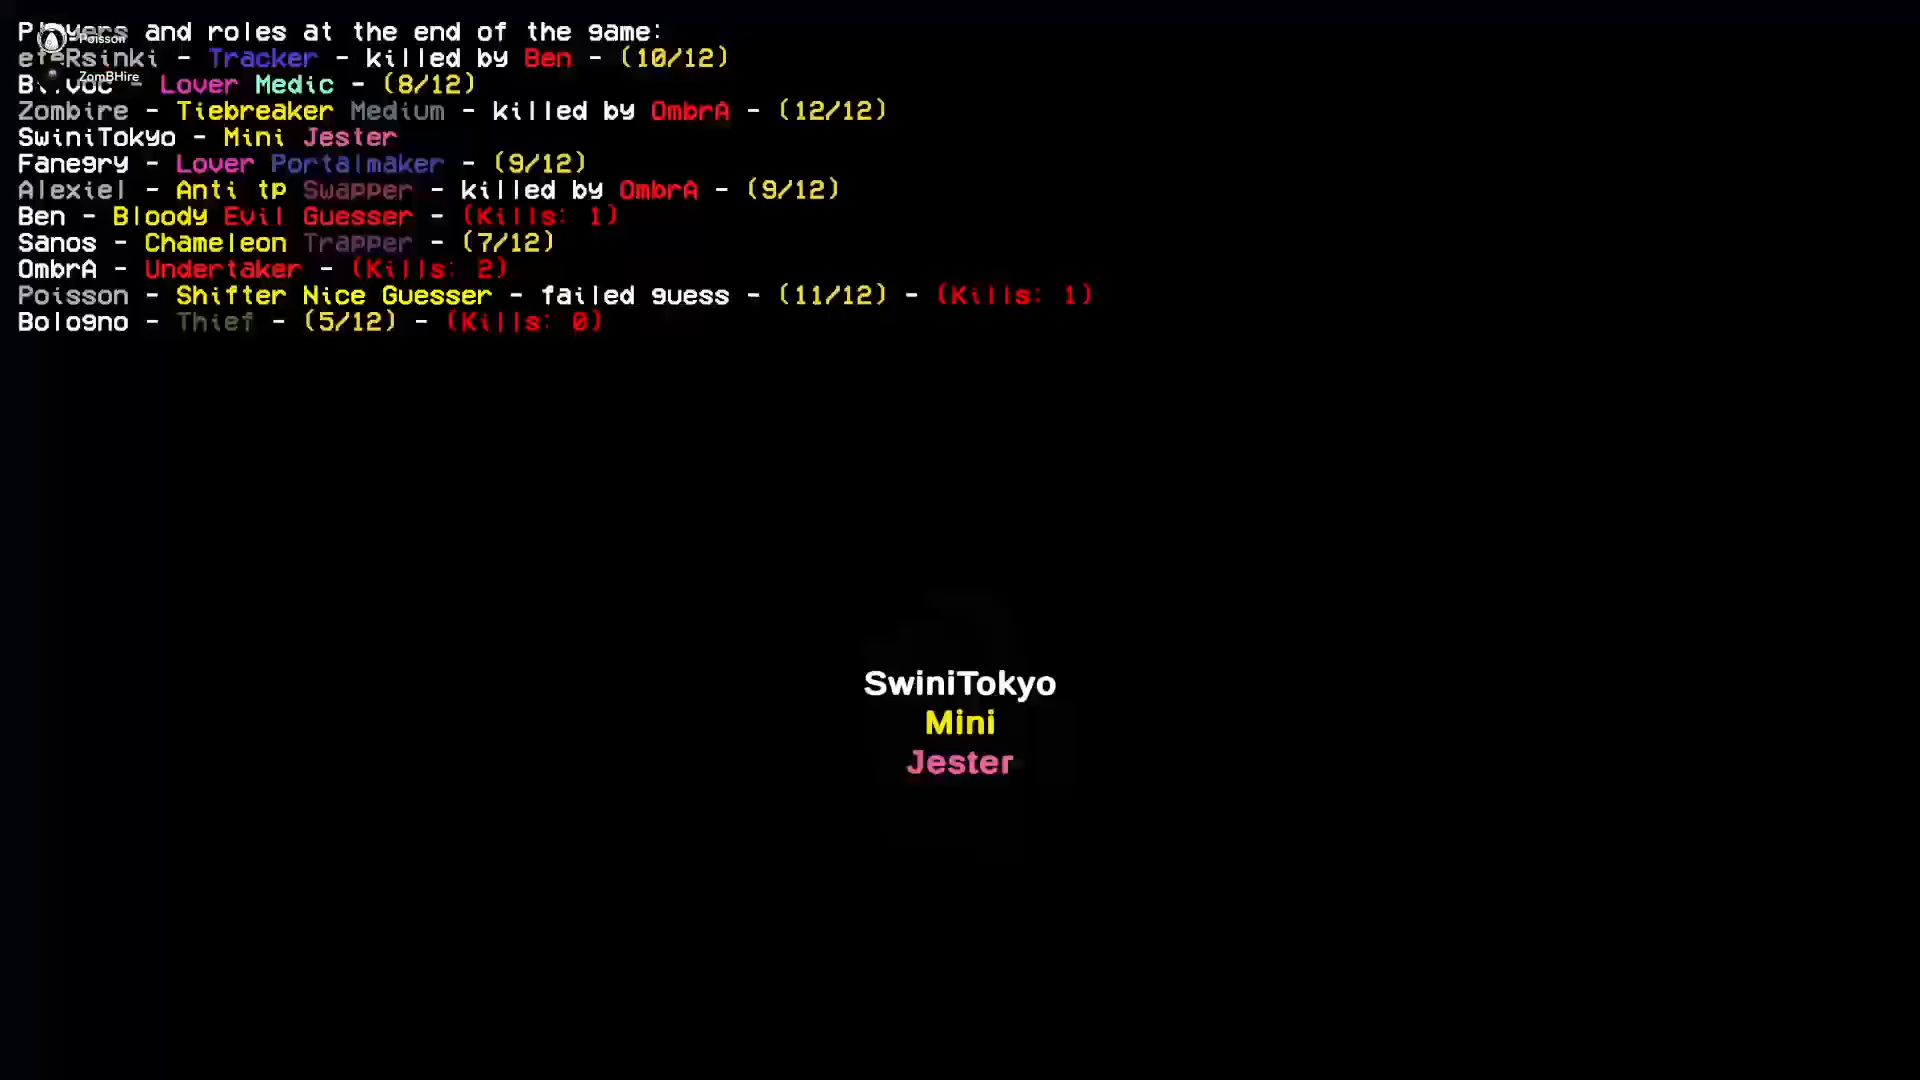 and roles at the end of the game:
Poisson
- Tracker - killed by Ben - (10/12)
ZomBHire
- Lover Medic - (8/12)
Zombire - Tiebreaker Medium - killed by OmbrA - (12/12)
SwiniTokyo - Mini Jester
Fanegry - Lover Portalmaker - (9/12)
Alexiel - Anti tp Swapper - killed by OmbrA - (9/12)
Ben - Bloody Evil Guesser - (Kills: 1)
Sanos - Chameleon Trapper - (7/12)
OmbrA - Undertaker - (Kills: 2)
Poisson - Shifter Nice Guesser - failed guess - (11/12) - (Kills: 1)
Bologno - Thief - (5/12) - (Kills: 0)
SwiniTokyo
Mini
Jester